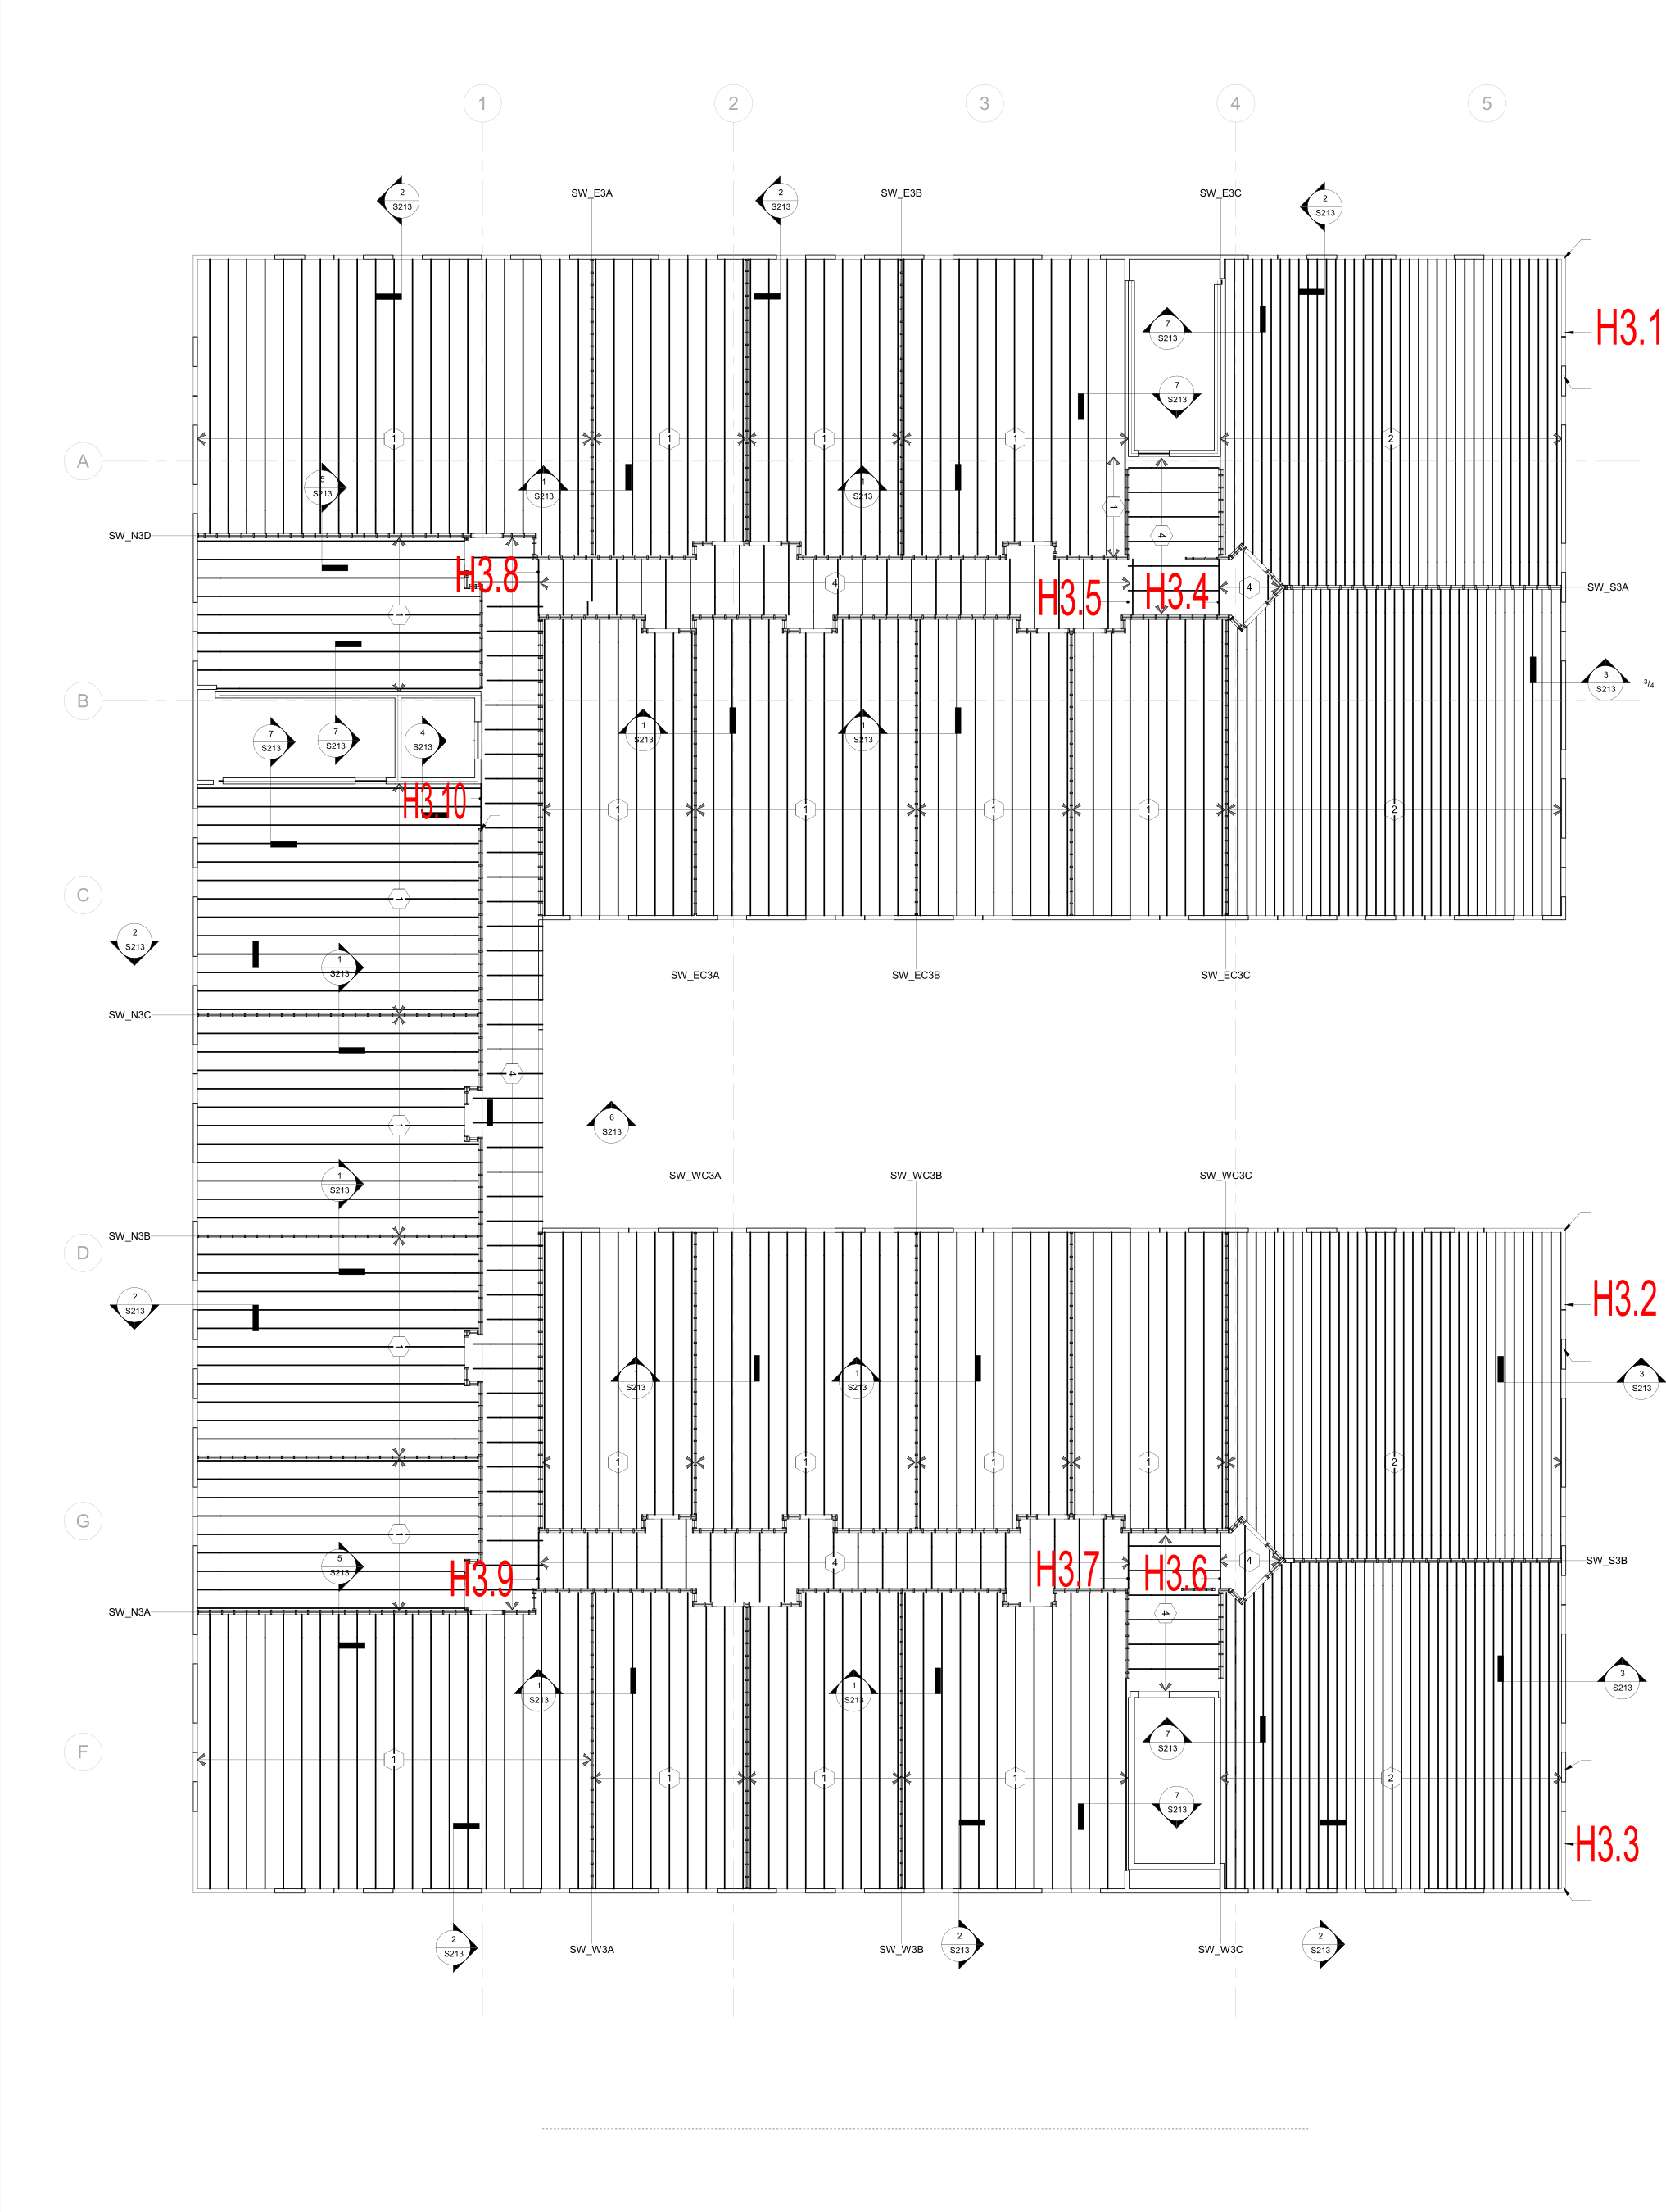 1 2 3 4 5
SW_E3A SW_E3B SW_E3C
2 S213
2 S213
2 S213
H3.1
7 S213
7 S213
1 1 1 1 2
A
5 S213
1 S213
1 S213
1
4
SW_N3D
H3.8
4
H3.5
H3.4
4
SW_S3A
1
3 S213
3/4
B
7 S213
7 S213
4 S213
1 S213
1 S213
H3.10
1 1 1 1 2
C
1
2 S213
1 S213
SW_EC3A SW_EC3B SW_EC3C
SW_N3C
4
1
6 S213
1 S213
SW_WC3A SW_WC3B SW_WC3C
SW_N3B
D
2 S213
H3.2
1
1 S213
1 S213
3 S213
1 1 1 1 2
G
1
5 S213
H3.9
4
H3.7
H3.6
4
SW_S3B
SW_N3A
4
1 S213
1 S213
3 S213
7 S213
F
1
1 1 1 2
7 S213
H3.3
2 S213
2 S213
2 S213
SW_W3A SW_W3B SW_W3C